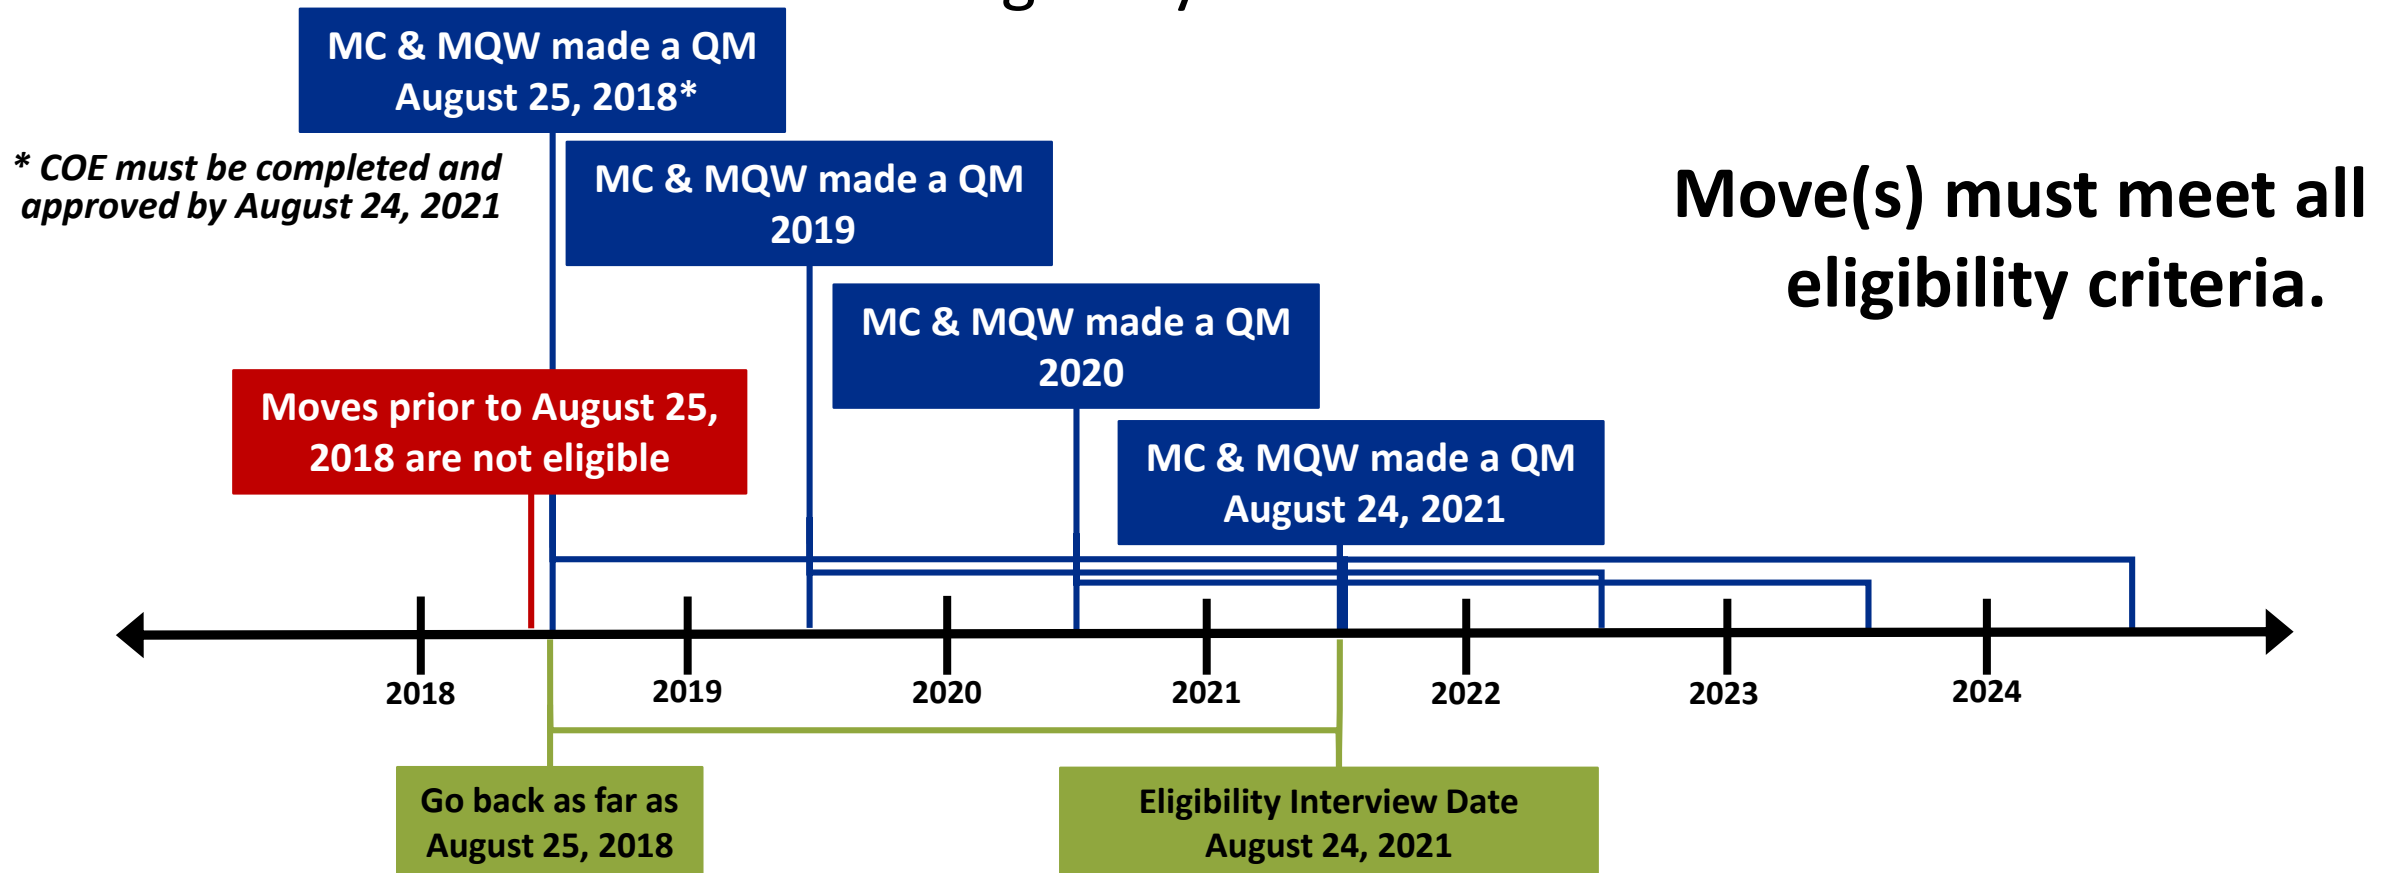 MC & MQW made a QM
August 25, 2018*
* COE must be completed and
approved by August 24, 2021
MC & MQW made a QM
2019
Move(s) must meet all
eligibility criteria.
MC & MQW made a QM
2020
Moves prior to August 25,
2018 are not eligible
MC & MQW made a QM
August 24, 2021
2018
2019
2020
2021
2022
2023
2024
Go back as far as
August 25, 2018
Eligibility Interview Date
August 24, 2021